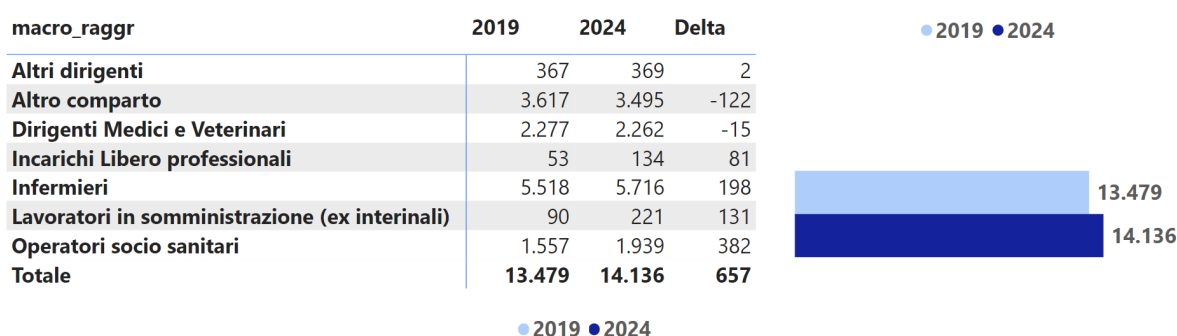 macro_raggr 2019 2024 Delta
Altri dirigenti 367 369 2
Altro comparto 3.617 3.495 -122
Dirigenti Medici e Veterinari 2.277 2.262 -15
Incarichi Libero professionali 53 134 81
Infermieri 5.518 5.716 198
Lavoratori in somministrazione (ex interinali) 90 221 131
Operatori socio sanitari 1.557 1.939 382
Totale 13.479 14.136 657
2019 2024
13.479
14.136
2019 2024